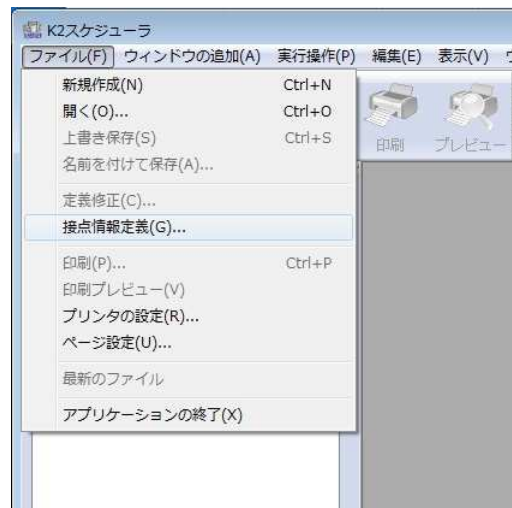 K2スケジューラ
ファイル(F) ウィンドウの追加(A) 実行操作(P) 編集(E) 表示(V)
新規作成(N) Ctrl+N
開く(O)... Ctrl+O
上書き保存(S) Ctrl+S
名前を付けて保存(A)...
定義修正(C)...
接点情報定義(G)...
印刷(P)... Ctrl+P
印刷プレビュー(V)
プリンタの設定(R)...
ページ設定(U)...
最新のファイル
アプリケーションの終了(X)
印刷 プレビュー